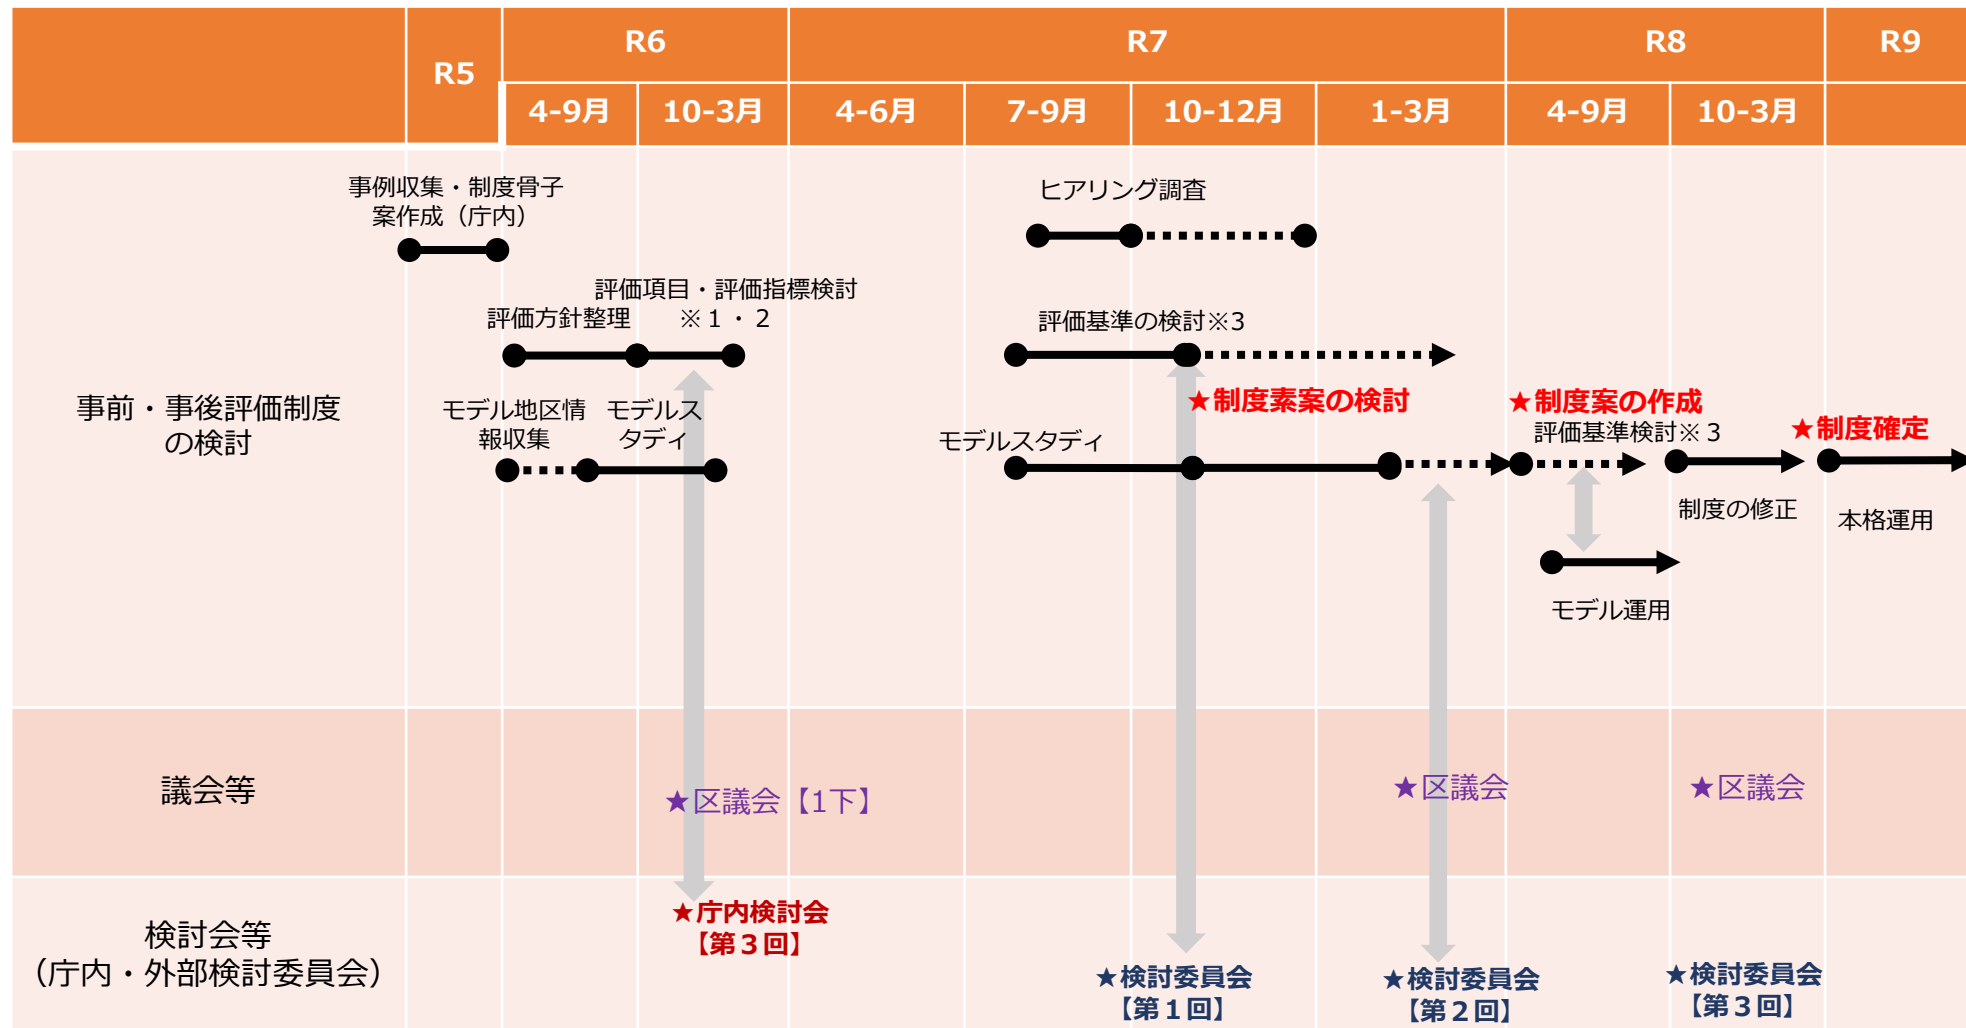 R5
R6
R7
R8
R9
4-9月
10-3月
4-6月
7-9月
10-12月
1-3月
4-9月
10-3月
事前・事後評価制度
の検討
事例収集・制度骨子
案作成（庁内）
評価方針整理
評価項目・評価指標検討
※１・２
モデル地区情
報収集
モデルス
タディ
ヒアリング調査
評価基準の検討※3
★制度素案の検討
モデルスタディ
★制度案の作成
評価基準検討※３
モデル運用
制度の修正
★制度確定
本格運用
議会等
★区議会【1下】
★区議会
★区議会
検討会等
（庁内・外部検討委員会）
★庁内検討会
【第３回】
★検討委員会
【第１回】
★検討委員会
【第２回】
★検討委員会
【第３回】